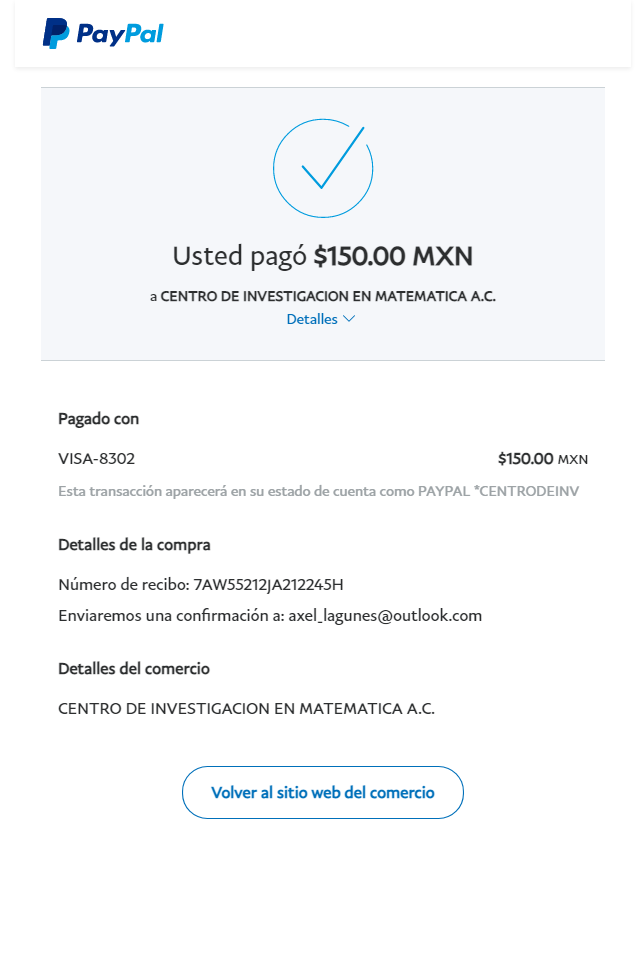 PayPal
Usted pagó $150.00 MXN
a CENTRO DE INVESTIGACION EN MATEMATICA A.C.
Detalles
Pagado con
VISA-8302 $150.00 MXN
Esta transacción aparecerá en su estado de cuenta como PAYPAL *CENTRODEINV
Detalles de la compra
Número de recibo: 7AW55212JA212245H
Enviaremos una confirmación a: axel_lagunes@outlook.com
Detalles del comercio
CENTRO DE INVESTIGACION EN MATEMATICA A.C.
Volver al sitio web del comercio